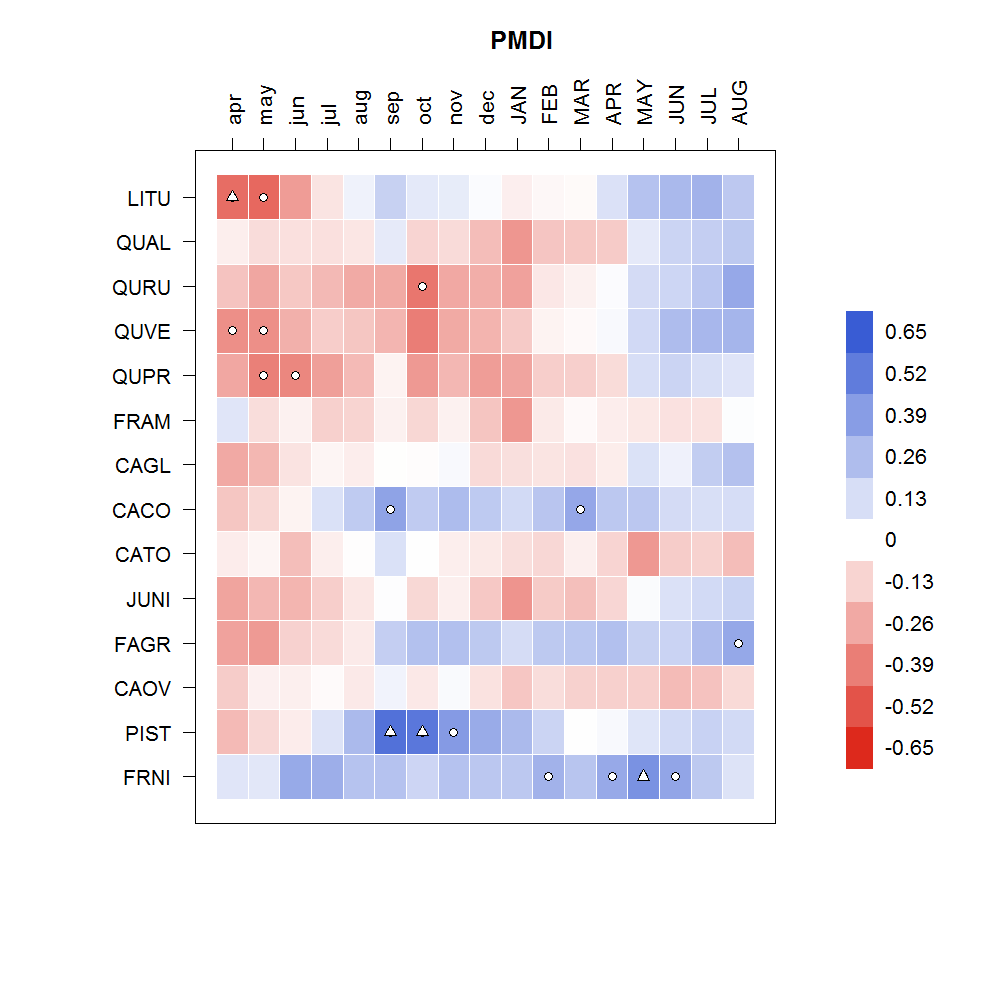 PMDI
apr may jun jul aug sep oct nov dec JAN FEB MAR APR MAY JUN JUL AUG
LITU
QUAL
QURU
QUVE
QUPR
FRAM
CAGL
CACO
CATO
JUNI
FAGR
CAOV
PIST
FRNI
0.65
0.52
0.39
0.26
0.13
0
-0.13
-0.26
-0.39
-0.52
-0.65